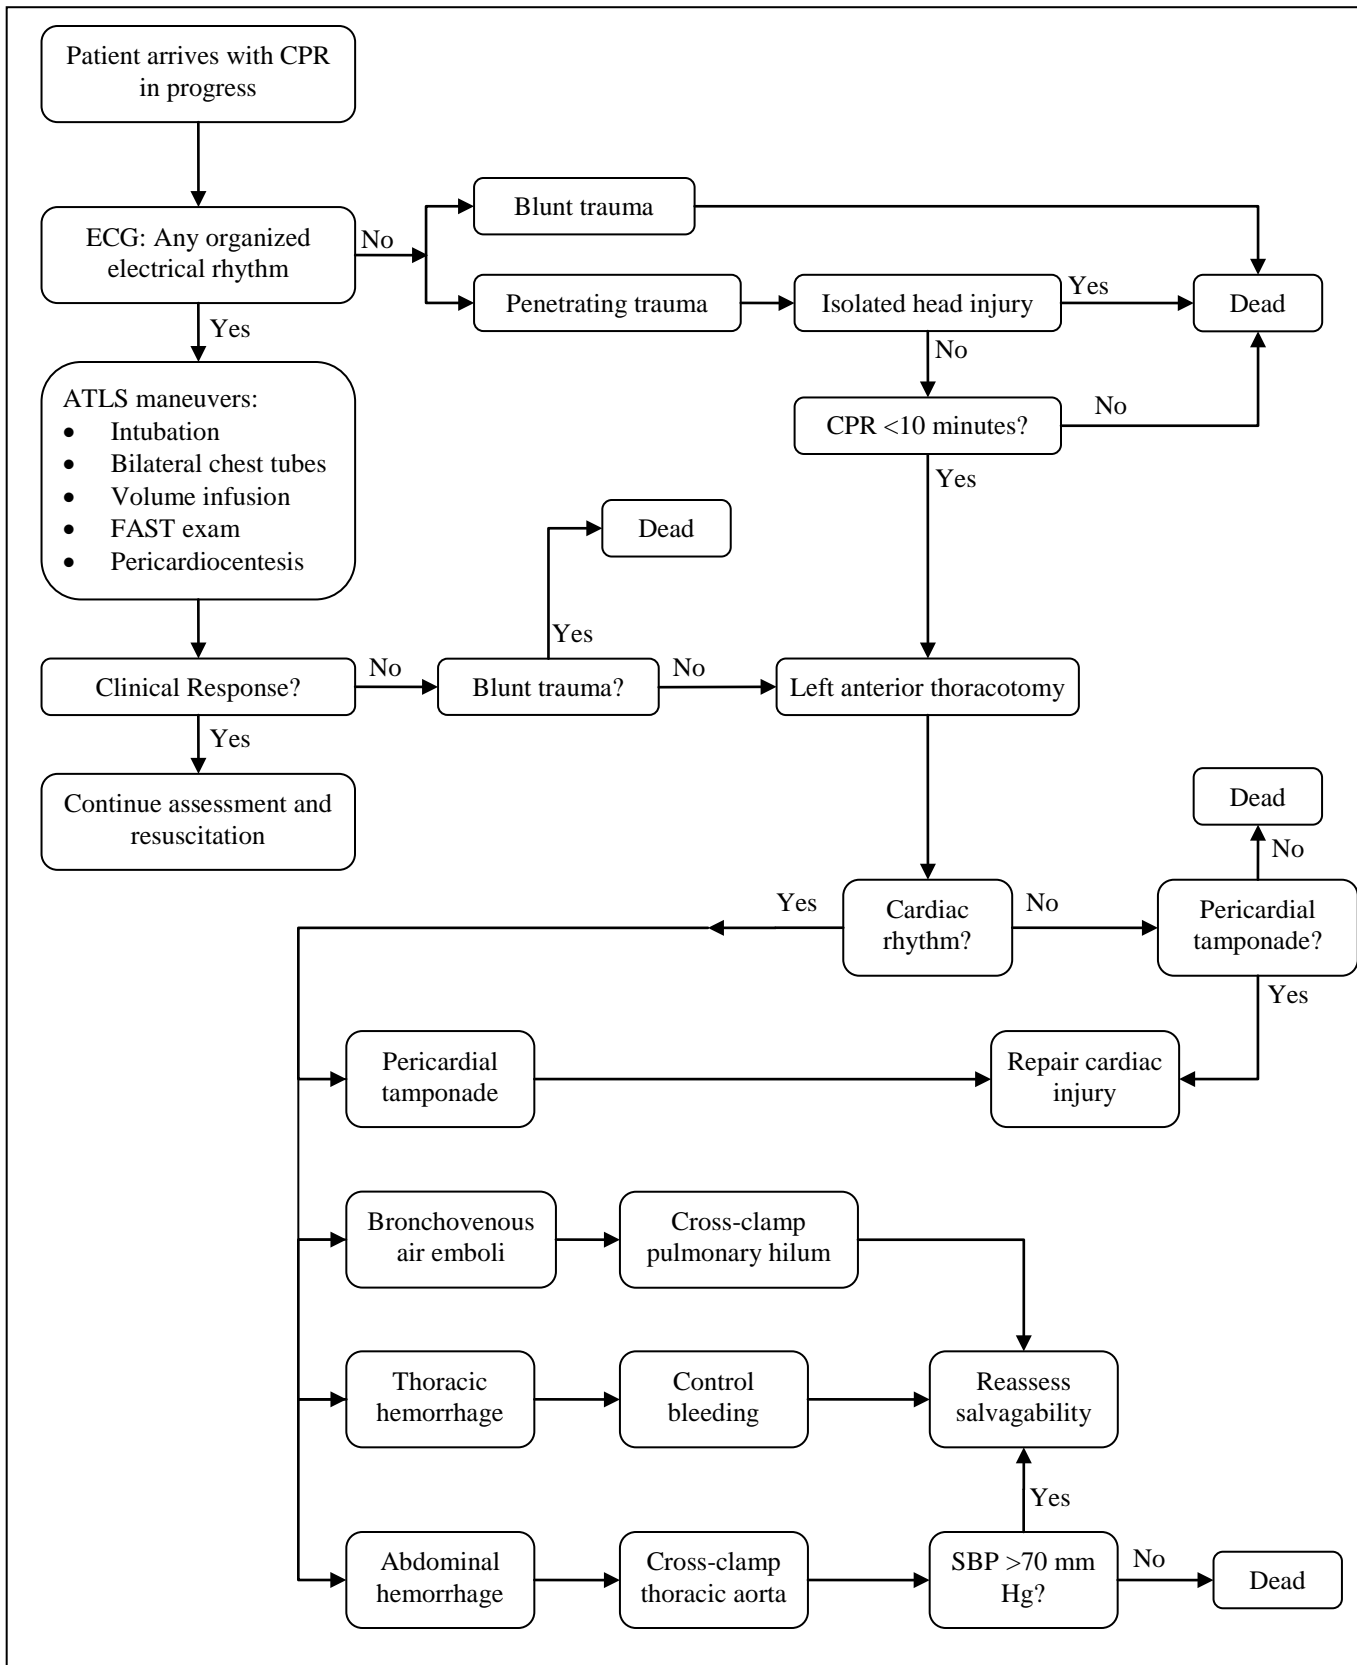 Patient arrives with CPR
in progress
ECG: Any organized
electrical rhythm
No
Blunt trauma
Penetrating trauma
Isolated head injury
Yes
Dead
Yes
No
ATLS maneuvers:
• Intubation
• Bilateral chest tubes
• Volume infusion
• FAST exam
• Pericardiocentesis
CPR <10 minutes?
No
Yes
Dead
Yes
Clinical Response?
No
Blunt trauma?
No
Left anterior thoracotomy
Yes
Continue assessment and
resuscitation
Dead
No
Yes
Cardiac
rhythm?
No
Pericardial
tamponade?
Yes
Pericardial
tamponade
Repair cardiac
injury
Bronchovenous
air emboli
Cross-clamp
pulmonary hilum
Thoracic
hemorrhage
Control
bleeding
Reassess
salvagability
Yes
Abdominal
hemorrhage
Cross-clamp
thoracic aorta
SBP >70 mm
Hg?
No
Dead